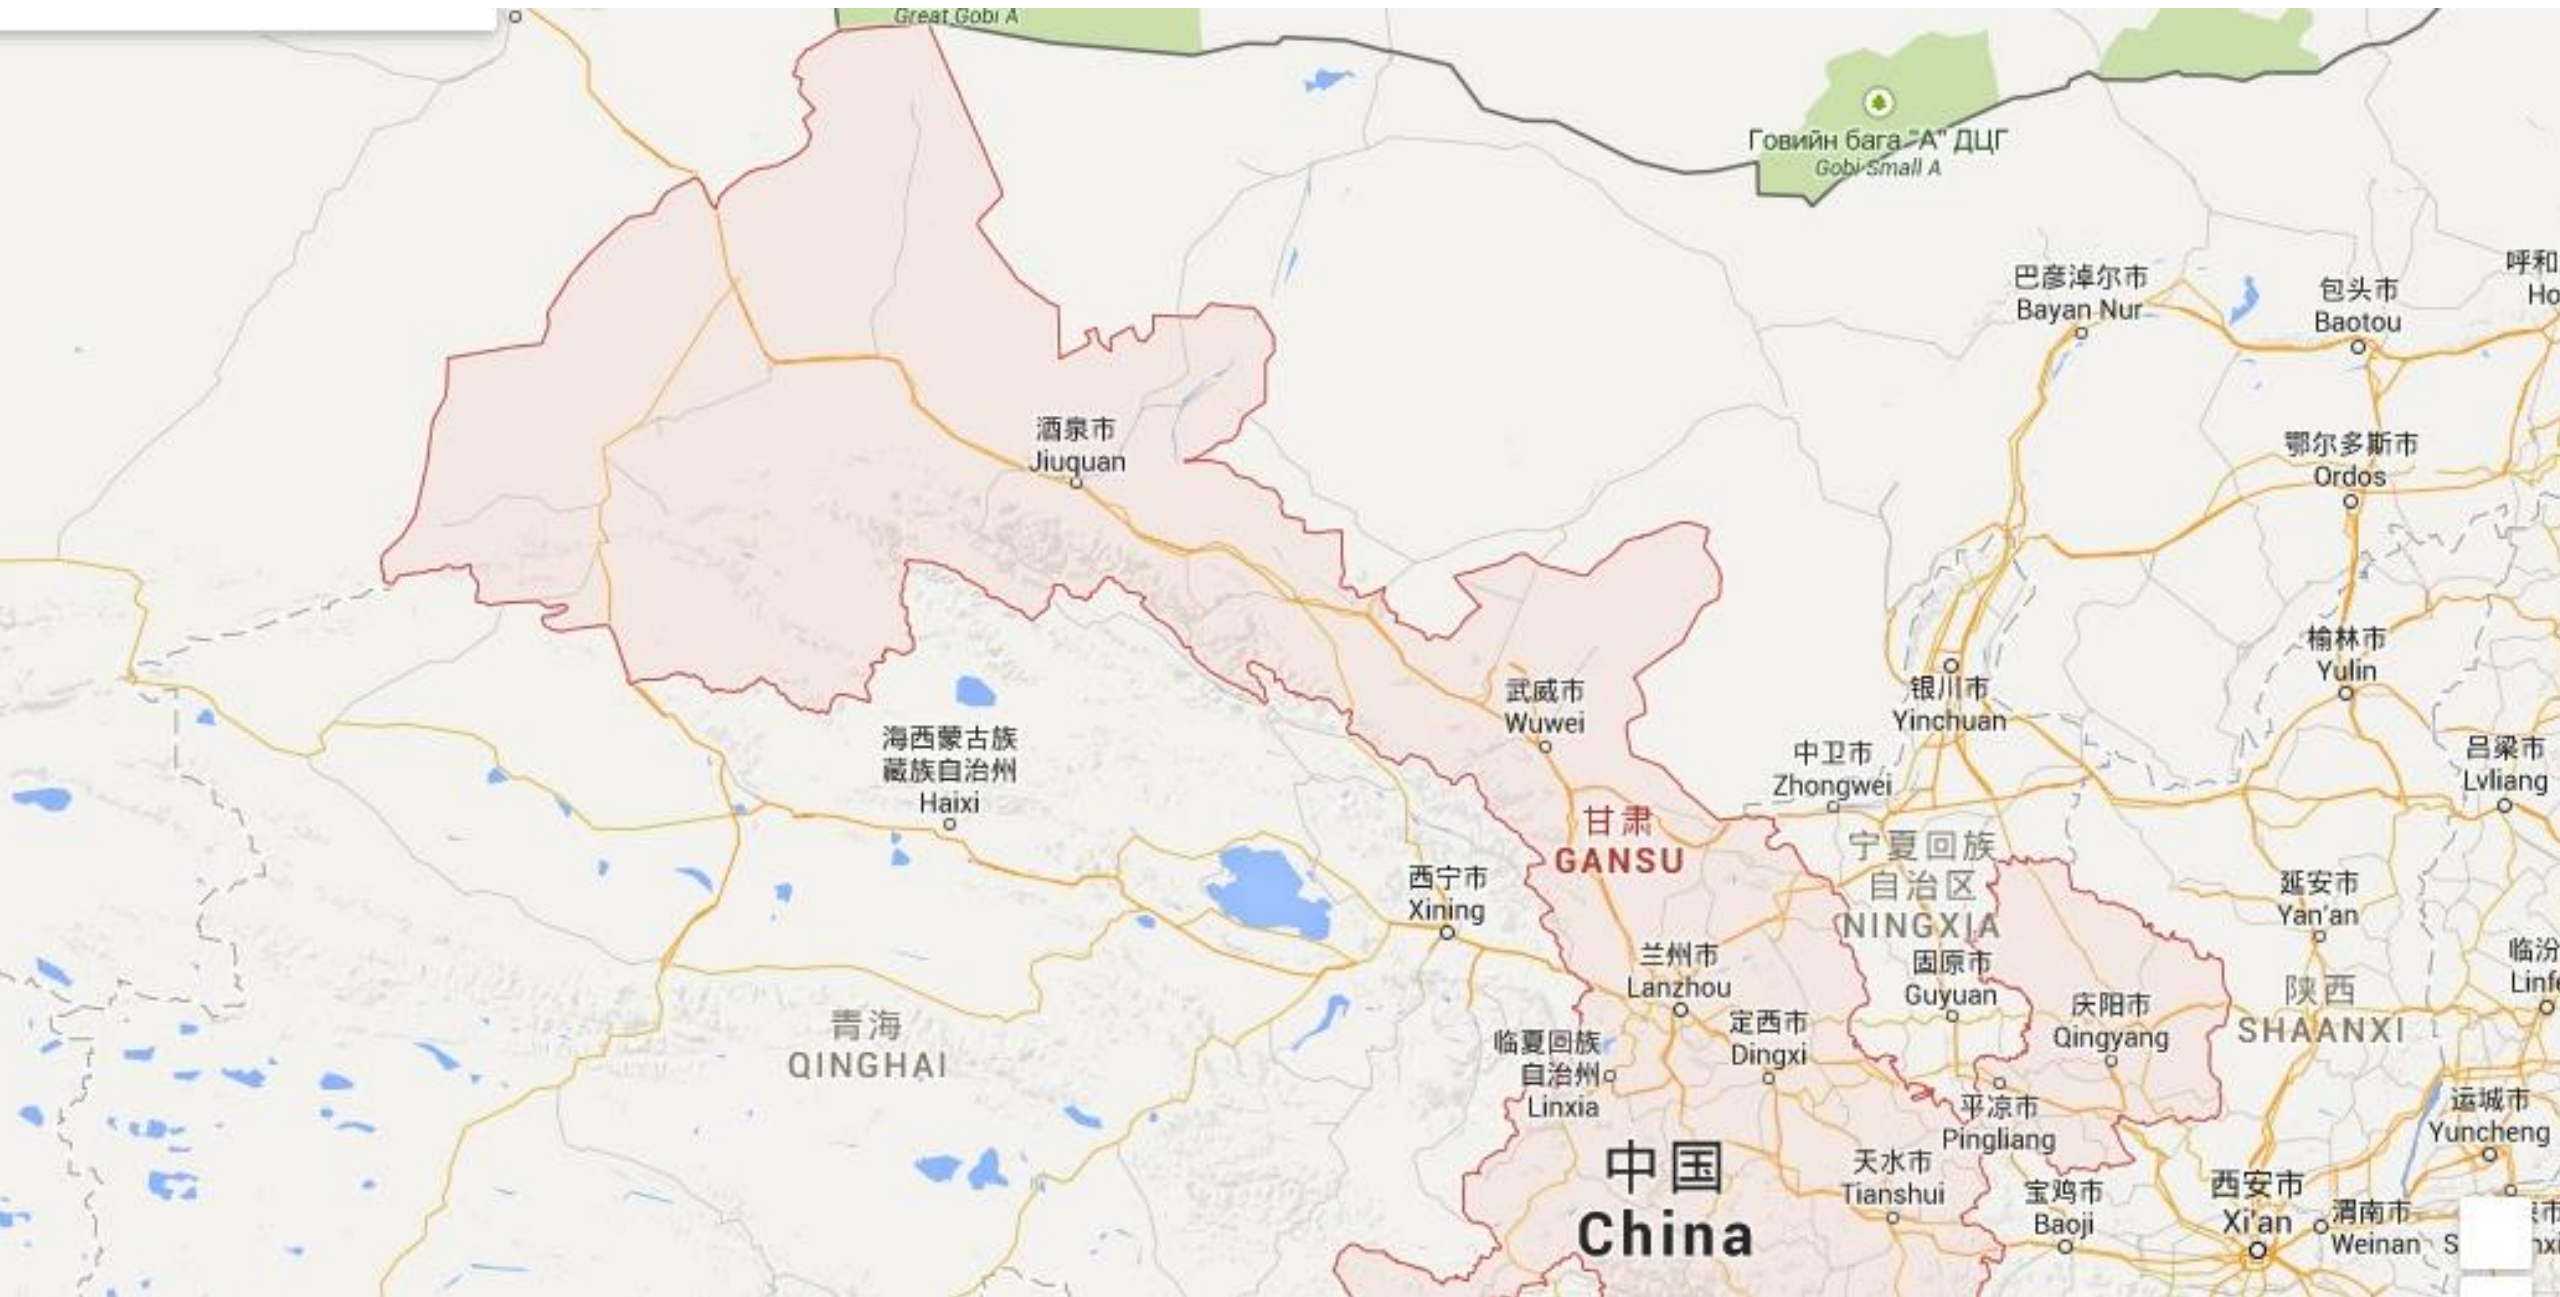 Great Gobi A
Говийн бага "А" ДЦГ
Gobi Small A
巴彦淖尔市
Bayan Nur
包头市
Baotou
呼和
Ho
酒泉市
Jiuquan
鄂尔多斯市
Ordos
榆林市
Yulin
武威市
Wuwei
银川市
Yinchuan
中卫市
Zhongwei
吕梁市
Lvliang
海西蒙古族
藏族自治州
Haixi
甘肃
GANSU
宁夏回族
自治区
NINGXIA
西宁市
Xining
延安市
Yan'an
兰州市
Lanzhou
固原市
Guyuan
临汾
Linfe
庆阳市
Qingyang
陕西
SHAANXI
青海
QINGHAI
定西市
Dingxi
临夏回族
自治州
Linxia
平凉市
Pingliang
运城市
Yuncheng
中国
China
天水市
Tianshui
宝鸡市
Baoji
西安市
Xi'an
渭南市
Weinan